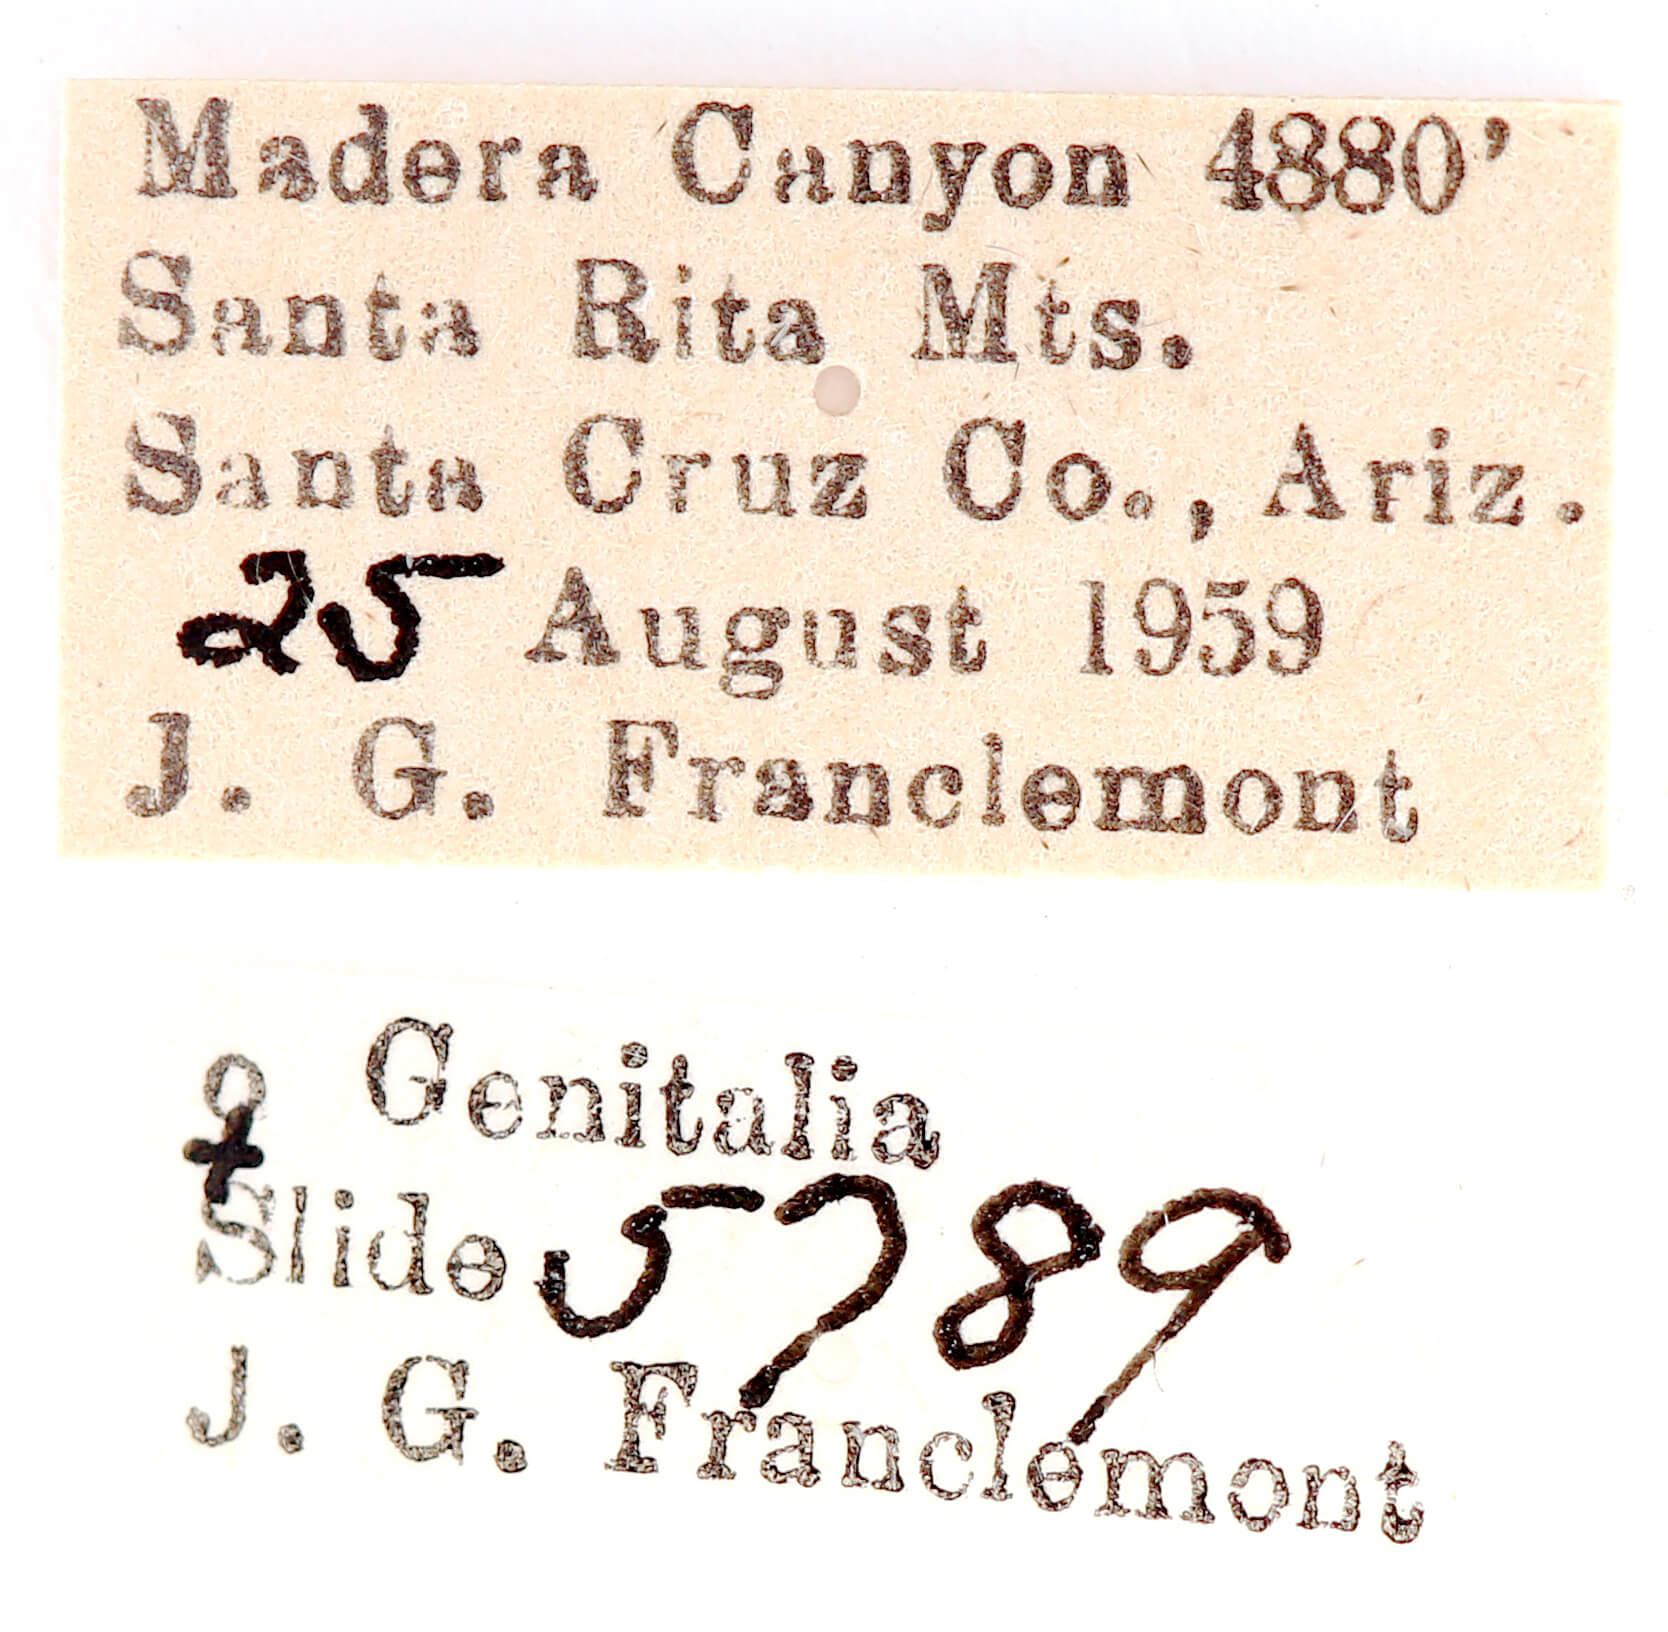 Madera Canyon 4880'
Santa Rita Mts.
Santa Cruz Co., Ariz.
25 August 1959
J. G. Franclemont
♀ Genitalia
Slide 5789
J. G. Franclemont